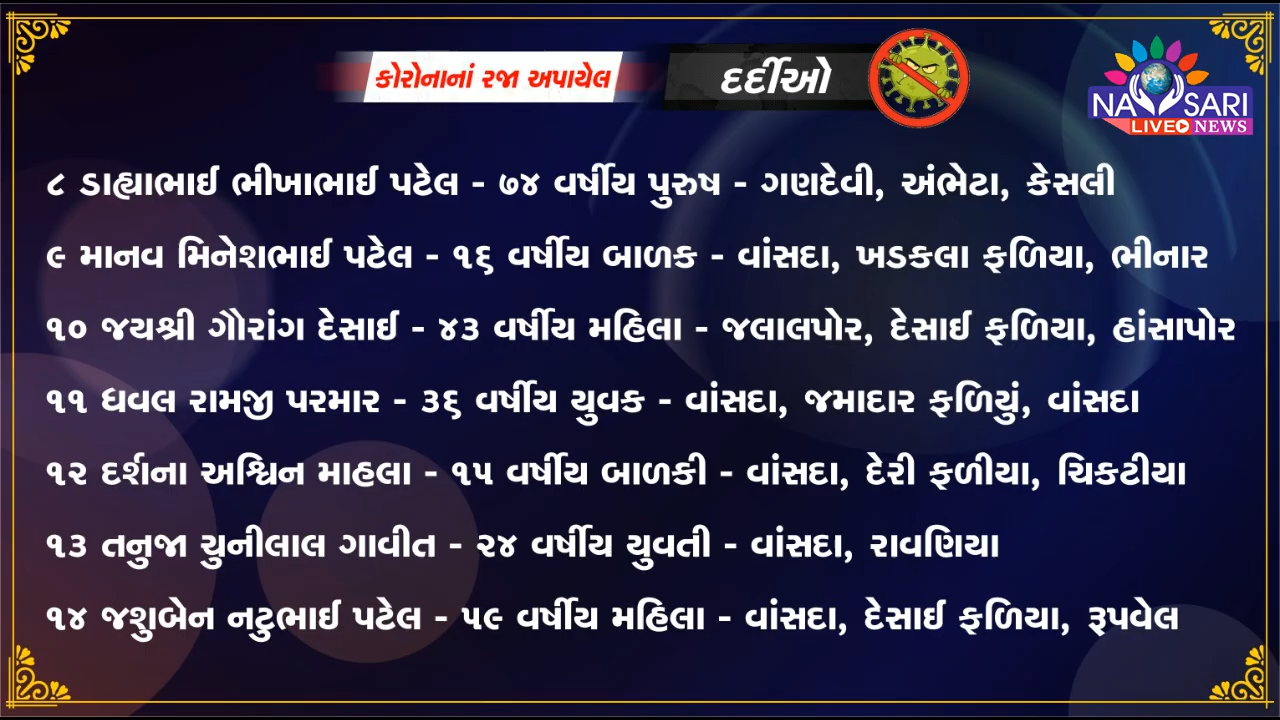 કોરોનાનાં રજા અપાયેલ દર્દીઓ
NAVSARI
LIVE NEWS
૮ ડાહ્યાભાઈ ભીખાભાઈ પટેલ - ૭૪ વર્ષીય પુરુષ - ગણદેવી, અંભેટા, કેસલી
૯ માનવ મિનેશભાઈ પટેલ - ૧૬ વર્ષીય બાળક - વાંસદા, ખડકલા ફળિયા, ભીનાર
૧૦ જયશ્રી ગૌરાંગ દેસાઈ - ૪૩ વર્ષીય મહિલા - જલાલપોર, દેસાઈ ફળિયા, હાંસાપોર
૧૧ ધવલ રામજી પરમાર - ૩૬ વર્ષીય યુવક - વાંસદા, જમાદાર ફળિયું, વાંસદા
૧૨ દર્શના અશ્વિન માહલા - ૧૫ વર્ષીય બાળકી - વાંસદા, દેરી ફળીયા, ચિકટીયા
૧૩ તનુજા ચુનીલાલ ગાવીત - ૨૪ વર્ષીય યુવતી - વાંસદા, રાવણિયા
૧૪ જશુબેન નટુભાઈ પટેલ - ૫૯ વર્ષીય મહિલા - વાંસદા, દેસાઈ ફળિયા, રૂપવેલ